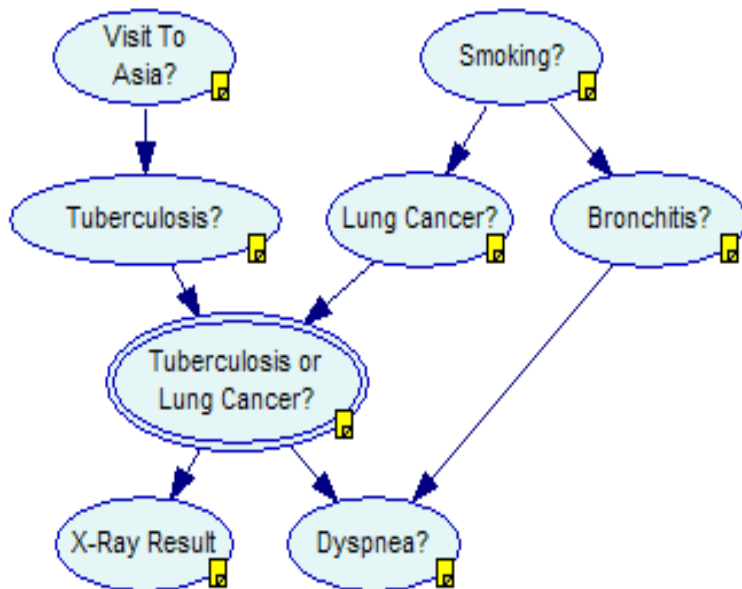 Visit To
Asia?
Smoking?
Tuberculosis?
Lung Cancer?
Bronchitis?
Tuberculosis or
Lung Cancer?
X-Ray Result
Dyspnea?